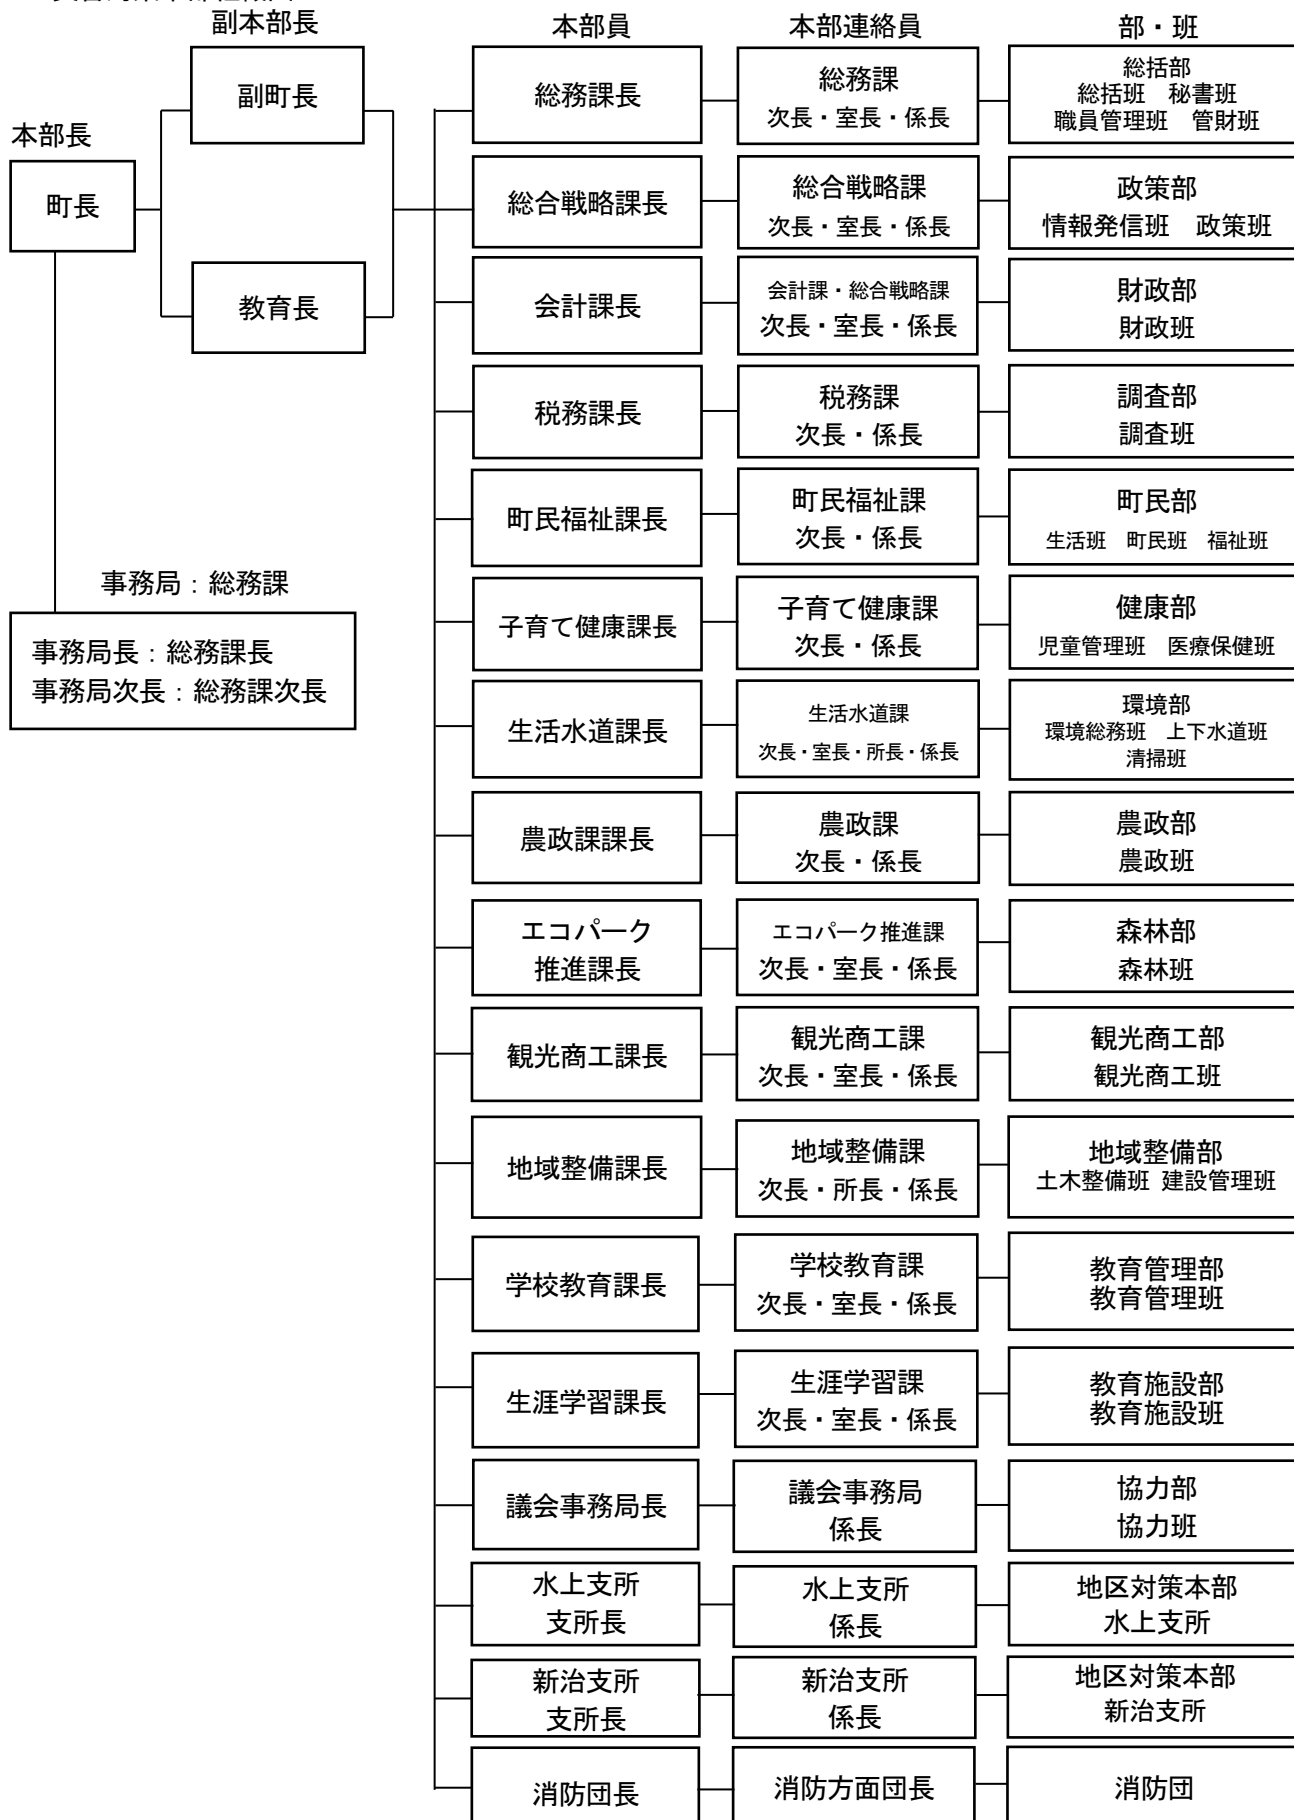 副本部長
本部員
本部連絡員
部・班
副町長
本部長
町長
教育長
事務局：総務課
事務局長：総務課長
事務局次長：総務課次長
総務課長
総務課
次長・室長・係長
総括部
総括班　秘書班
職員管理班　管財班
総合戦略課長
総合戦略課
次長・室長・係長
政策部
情報発信班　政策班
会計課長
会計課・総合戦略課
次長・室長・係長
財政部
財政班
税務課長
税務課
次長・係長
調査部
調査班
町民福祉課長
町民福祉課
次長・係長
町民部
生活班　町民班　福祉班
子育て健康課長
子育て健康課
次長・係長
健康部
児童管理班　医療保健班
生活水道課長
生活水道課
次長・室長・所長・係長
環境部
環境総務班　上下水道班
清掃班
農政課課長
農政課
次長・係長
農政部
農政班
エコパーク
推進課長
エコパーク推進課
次長・室長・係長
森林部
森林班
観光商工課長
観光商工課
次長・室長・係長
観光商工部
観光商工班
地域整備課長
地域整備課
次長・所長・係長
地域整備部
土木整備班 建設管理班
学校教育課長
学校教育課
次長・室長・係長
教育管理部
教育管理班
生涯学習課長
生涯学習課
次長・室長・係長
教育施設部
教育施設班
議会事務局長
議会事務局
係長
協力部
協力班
水上支所
支所長
水上支所
係長
地区対策本部
水上支所
新治支所
支所長
新治支所
係長
地区対策本部
新治支所
消防団長
消防方面団長
消防団